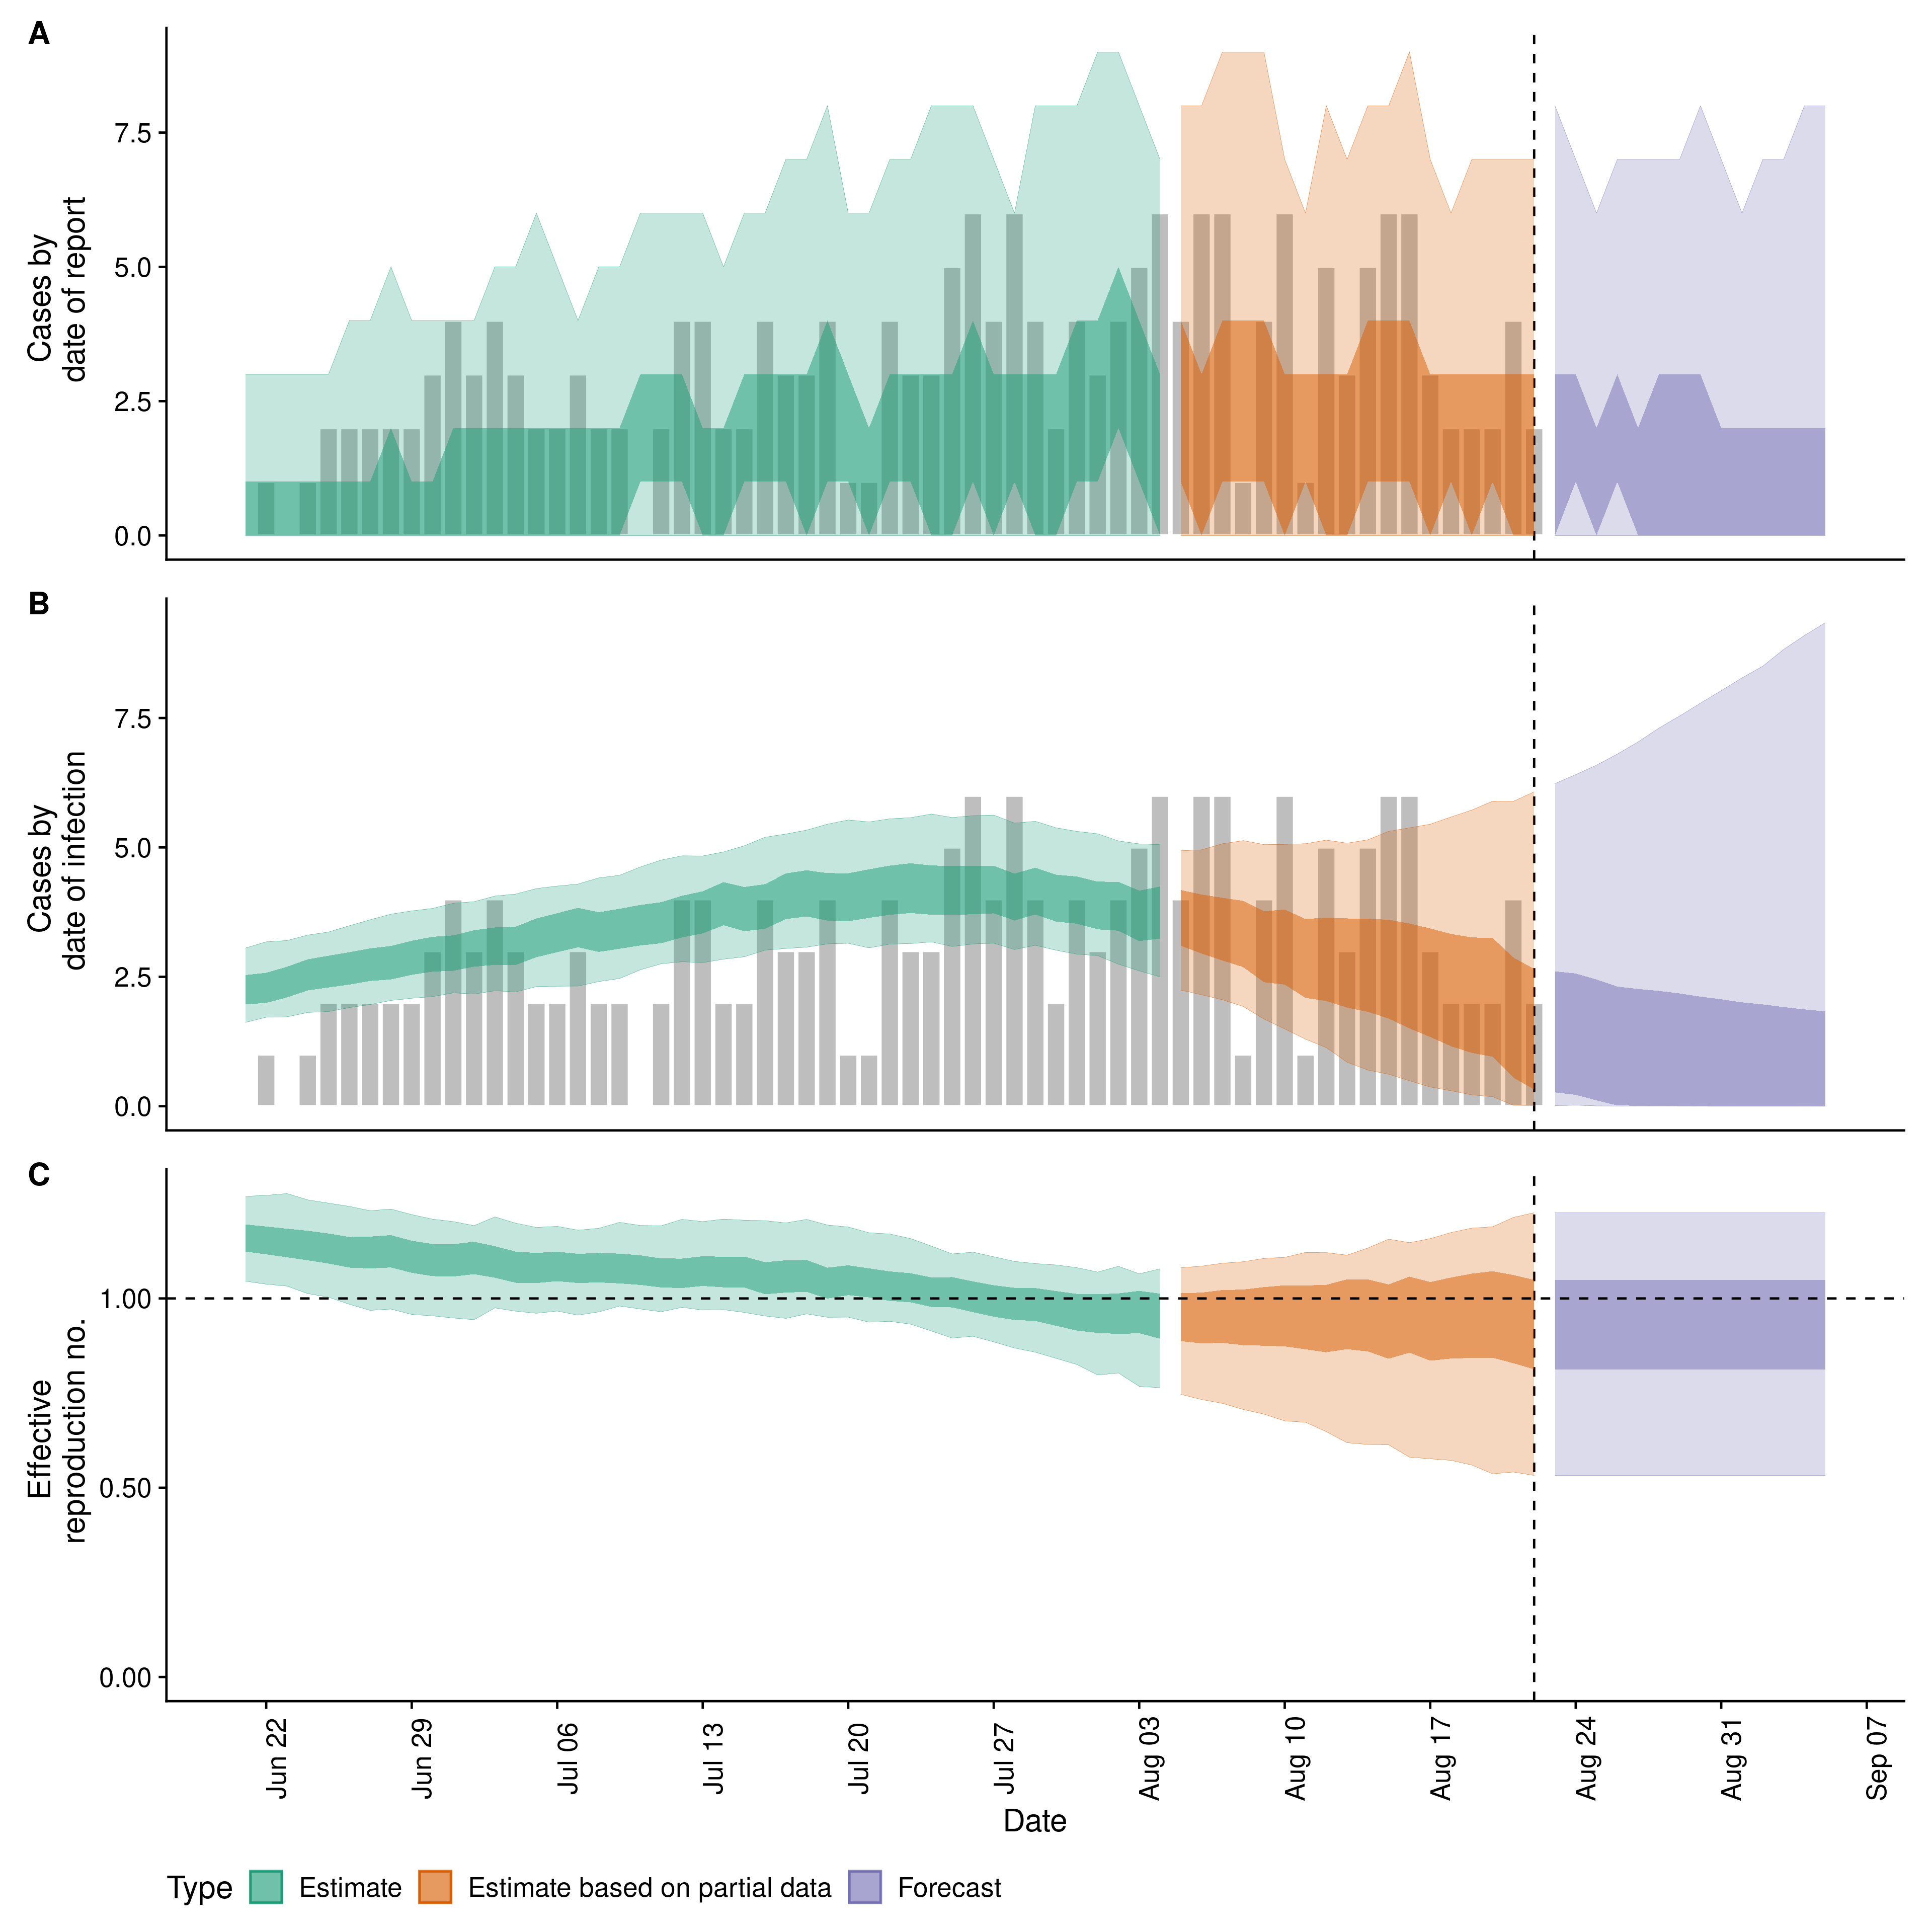 A
Cases by
date of report
7.5
5.0
2.5
0.0
B
Cases by
date of infection
7.5
5.0
2.5
0.0
C
Effective
reproduction no.
1.00
0.50
0.00
Jun 22
Jun 29
Jul 06
Jul 13
Jul 20
Jul 27
Aug 03
Aug 10
Aug 17
Aug 24
Aug 31
Sep 07
Date
Type Estimate Estimate based on partial data Forecast